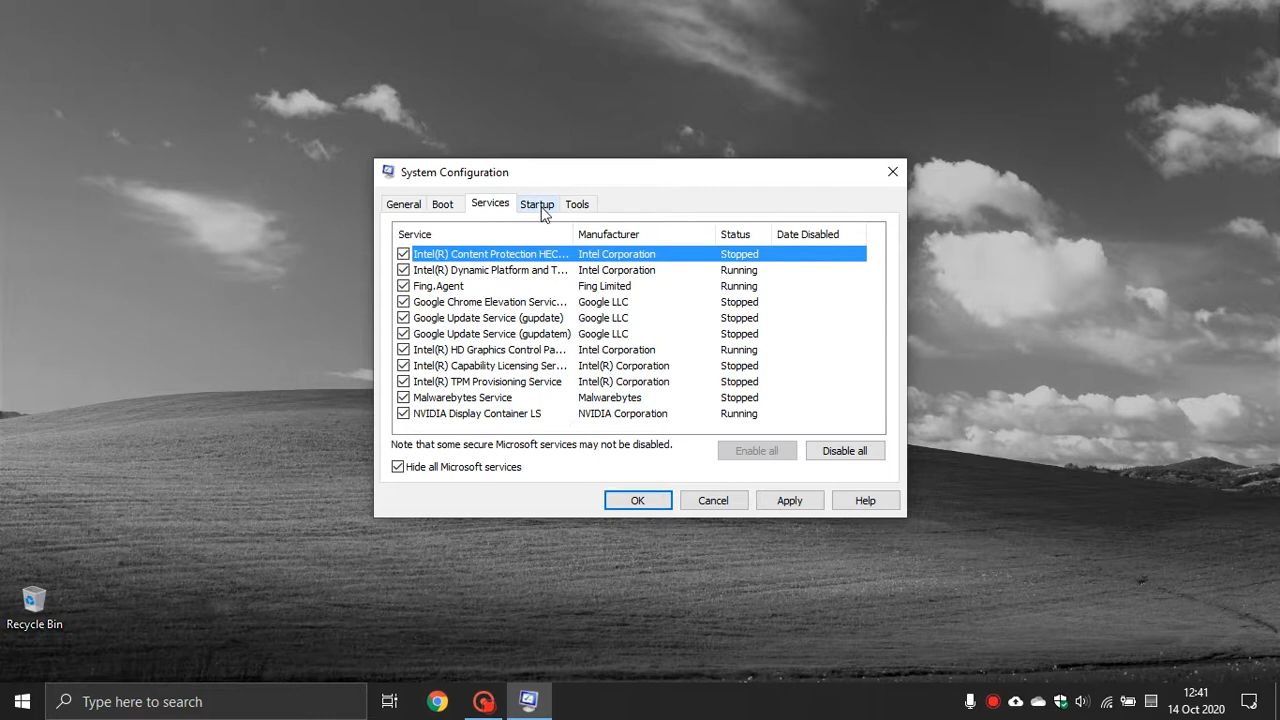 System Configuration
General Boot Services Startup Tools
Service Manufacturer Status Date Disabled
Intel(R) Content Protection HEC... Intel Corporation Stopped
Intel(R) Dynamic Platform and T... Intel Corporation Running
Fing.Agent Fing Limited Running
Google Chrome Elevation Servic... Google LLC Stopped
Google Update Service (gupdate) Google LLC Stopped
Google Update Service (gupdatem) Google LLC Stopped
Intel(R) HD Graphics Control Pa... Intel Corporation Running
Intel(R) Capability Licensing Ser... Intel(R) Corporation Stopped
Intel(R) TPM Provisioning Service Intel(R) Corporation Stopped
Malwarebytes Service Malwarebytes Stopped
NVIDIA Display Container LS NVIDIA Corporation Running
Note that some secure Microsoft services may not be disabled.
Enable all Disable all
Hide all Microsoft services
OK Cancel Apply Help
Recycle Bin
Type here to search
12:41
14 Oct 2020